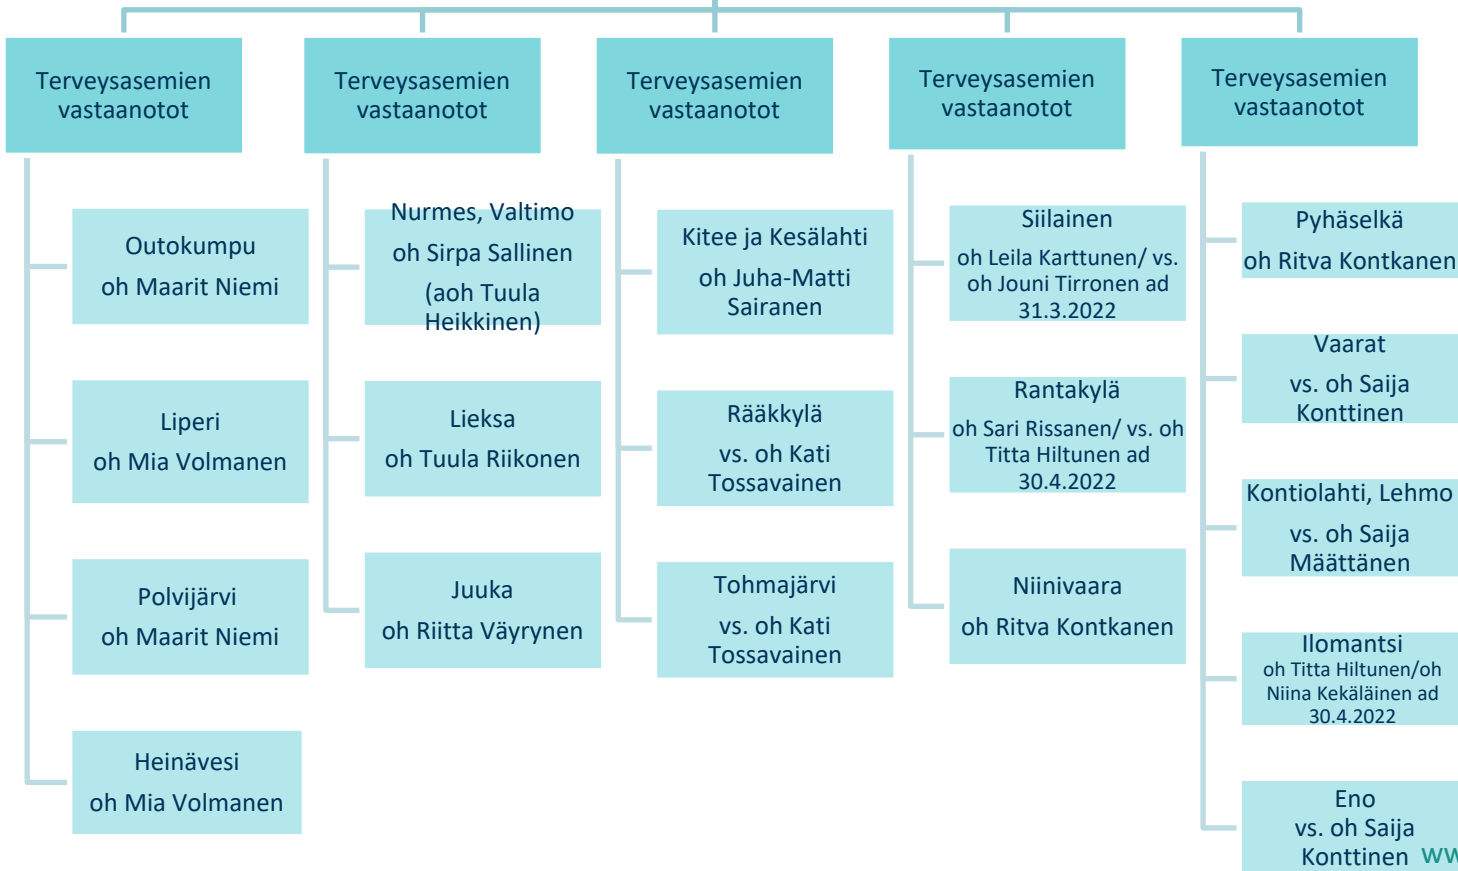 Terveysasemien
vastaanotot
Outokumpu
oh Maarit Niemi
Liperi
oh Mia Volmanen
Polvijärvi
oh Maarit Niemi
Heinävesi
oh Mia Volmanen
Terveysasemien
vastaanotot
Nurmes, Valtimo
oh Sirpa Sallinen
(aoh Tuula
Heikkinen)
Lieksa
oh Tuula Riikonen
Juuka
oh Riitta Väyrynen
Terveysasemien
vastaanotot
Kitee ja Kesälahti
oh Juha-Matti
Sairanen
Rääkkylä
vs. oh Kati
Tossavainen
Tohmajärvi
vs. oh Kati
Tossavainen
Terveysasemien
vastaanotot
Siilainen
oh Leila Karttunen/ vs.
oh Jouni Tirronen ad
31.3.2022
Rantakylä
oh Sari Rissanen/ vs. oh
Titta Hiltunen ad
30.4.2022
Niinivaara
oh Ritva Kontkanen
Terveysasemien
vastaanotot
Pyhäselkä
oh Ritva Kontkanen
Vaarat
vs. oh Saija
Konttinen
Kontiolahti, Lehmo
vs. oh Saija
Määttänen
Ilomantsi
oh Titta Hiltunen/oh
Niina Kekäläinen ad
30.4.2022
Eno
vs. oh Saija
Konttinen